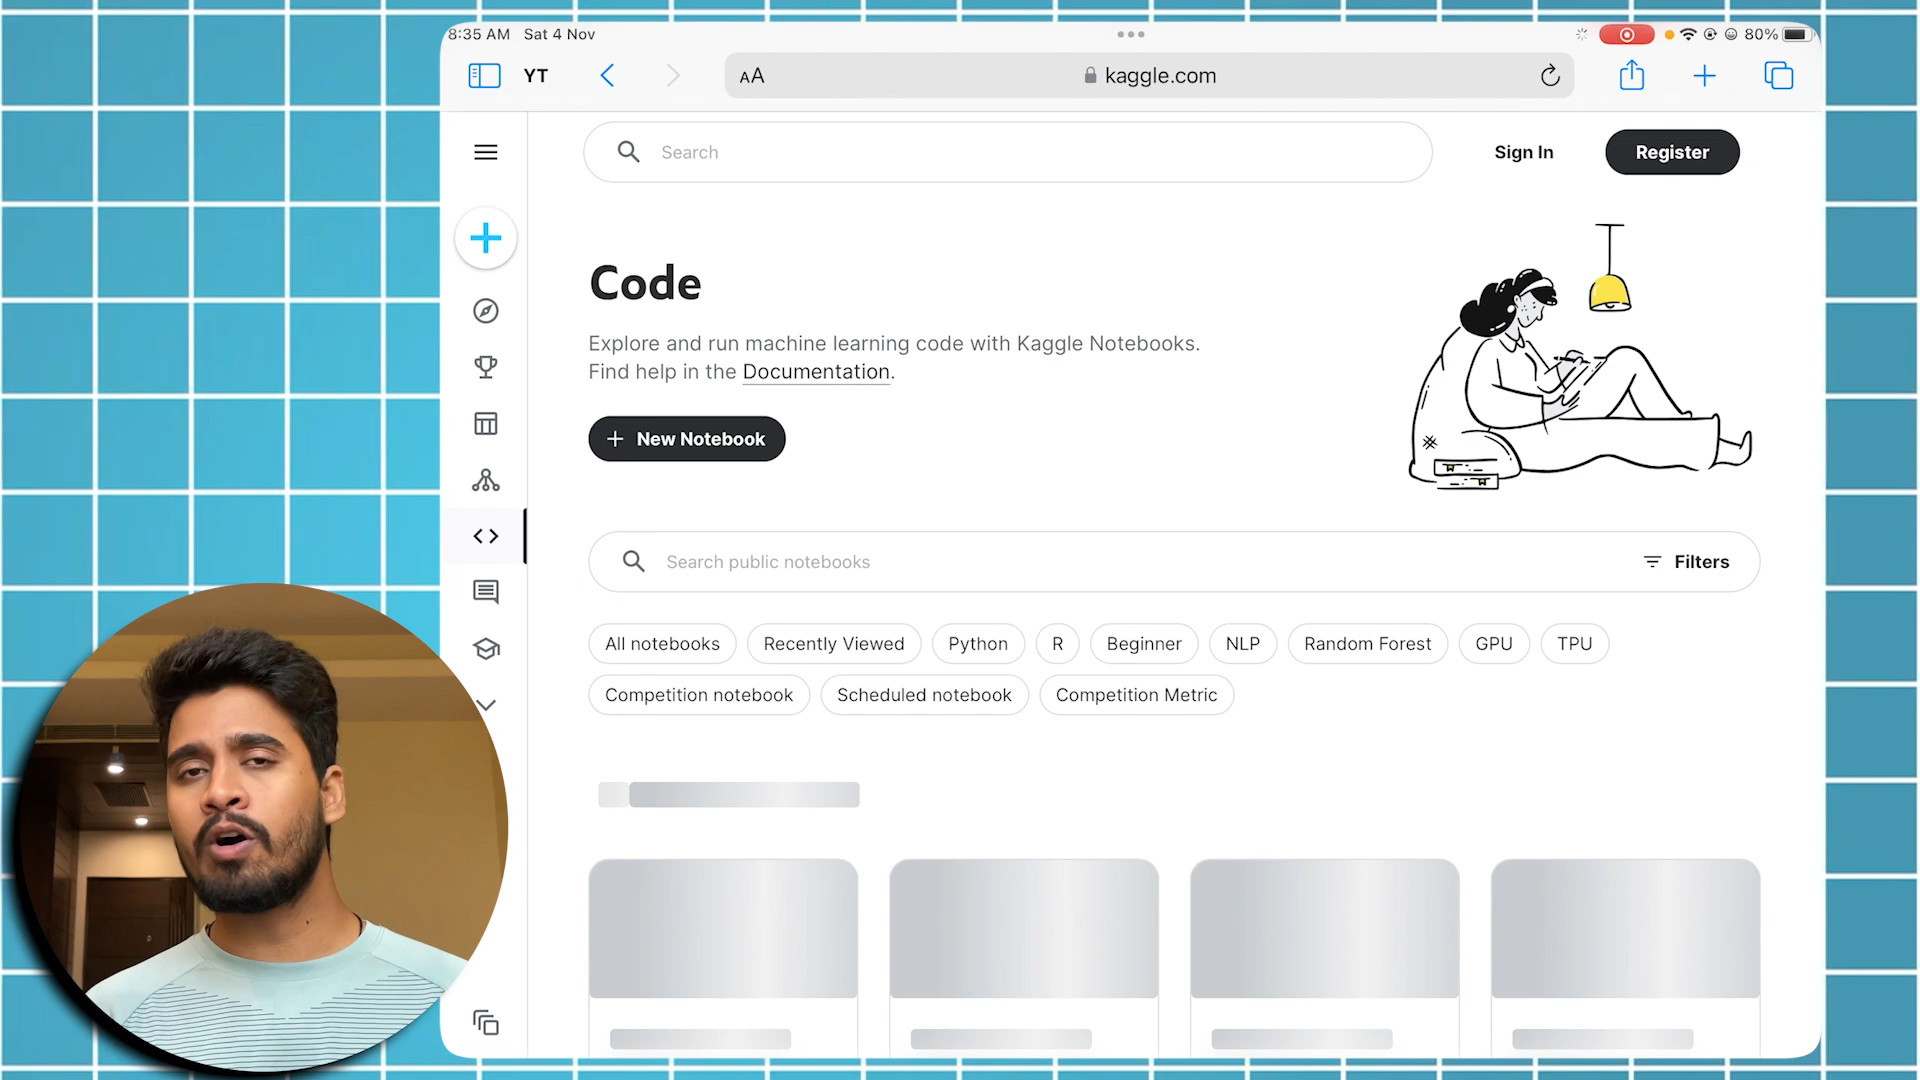 8:35 AM Sat 4 Nov
80%
YT
AA
kaggle.com
Search
Sign In
Register
Code
Explore and run machine learning code with Kaggle Notebooks.
Find help in the Documentation.
+ New Notebook
Search public notebooks
Filters
All notebooks
Recently Viewed
Python
R
Beginner
NLP
Random Forest
GPU
TPU
Competition notebook
Scheduled notebook
Competition Metric